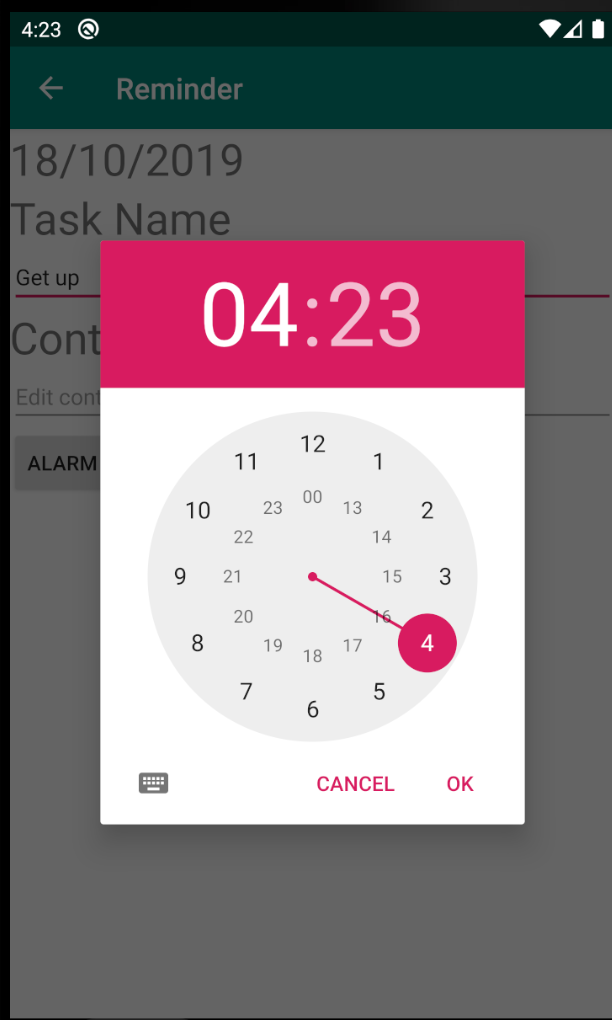 4:23
Reminder
18/10/2019
Task Name
Get up
04:23
Cont
Edit cont
ALARM
12
11 1
10 2
23 00 13
22 14
9 21 15 3
20 16
8 19 17 4
18
7 5
6
CANCEL OK